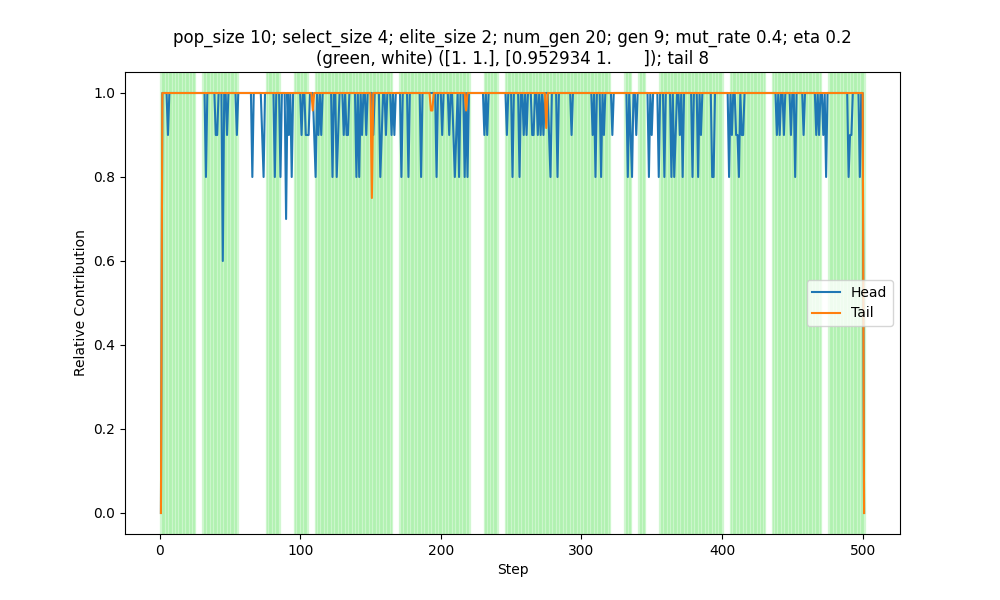 pop_size 10; select_size 4; elite_size 2; num_gen 20; gen 9; mut_rate 0.4; eta 0.2
(green, white) ([1. 1.], [0.952934 1.      ]); tail 8
1.0
0.8
0.6
0.4
0.2
0.0
Relative Contribution
Head
Tail
0
100
200
300
400
500
Step